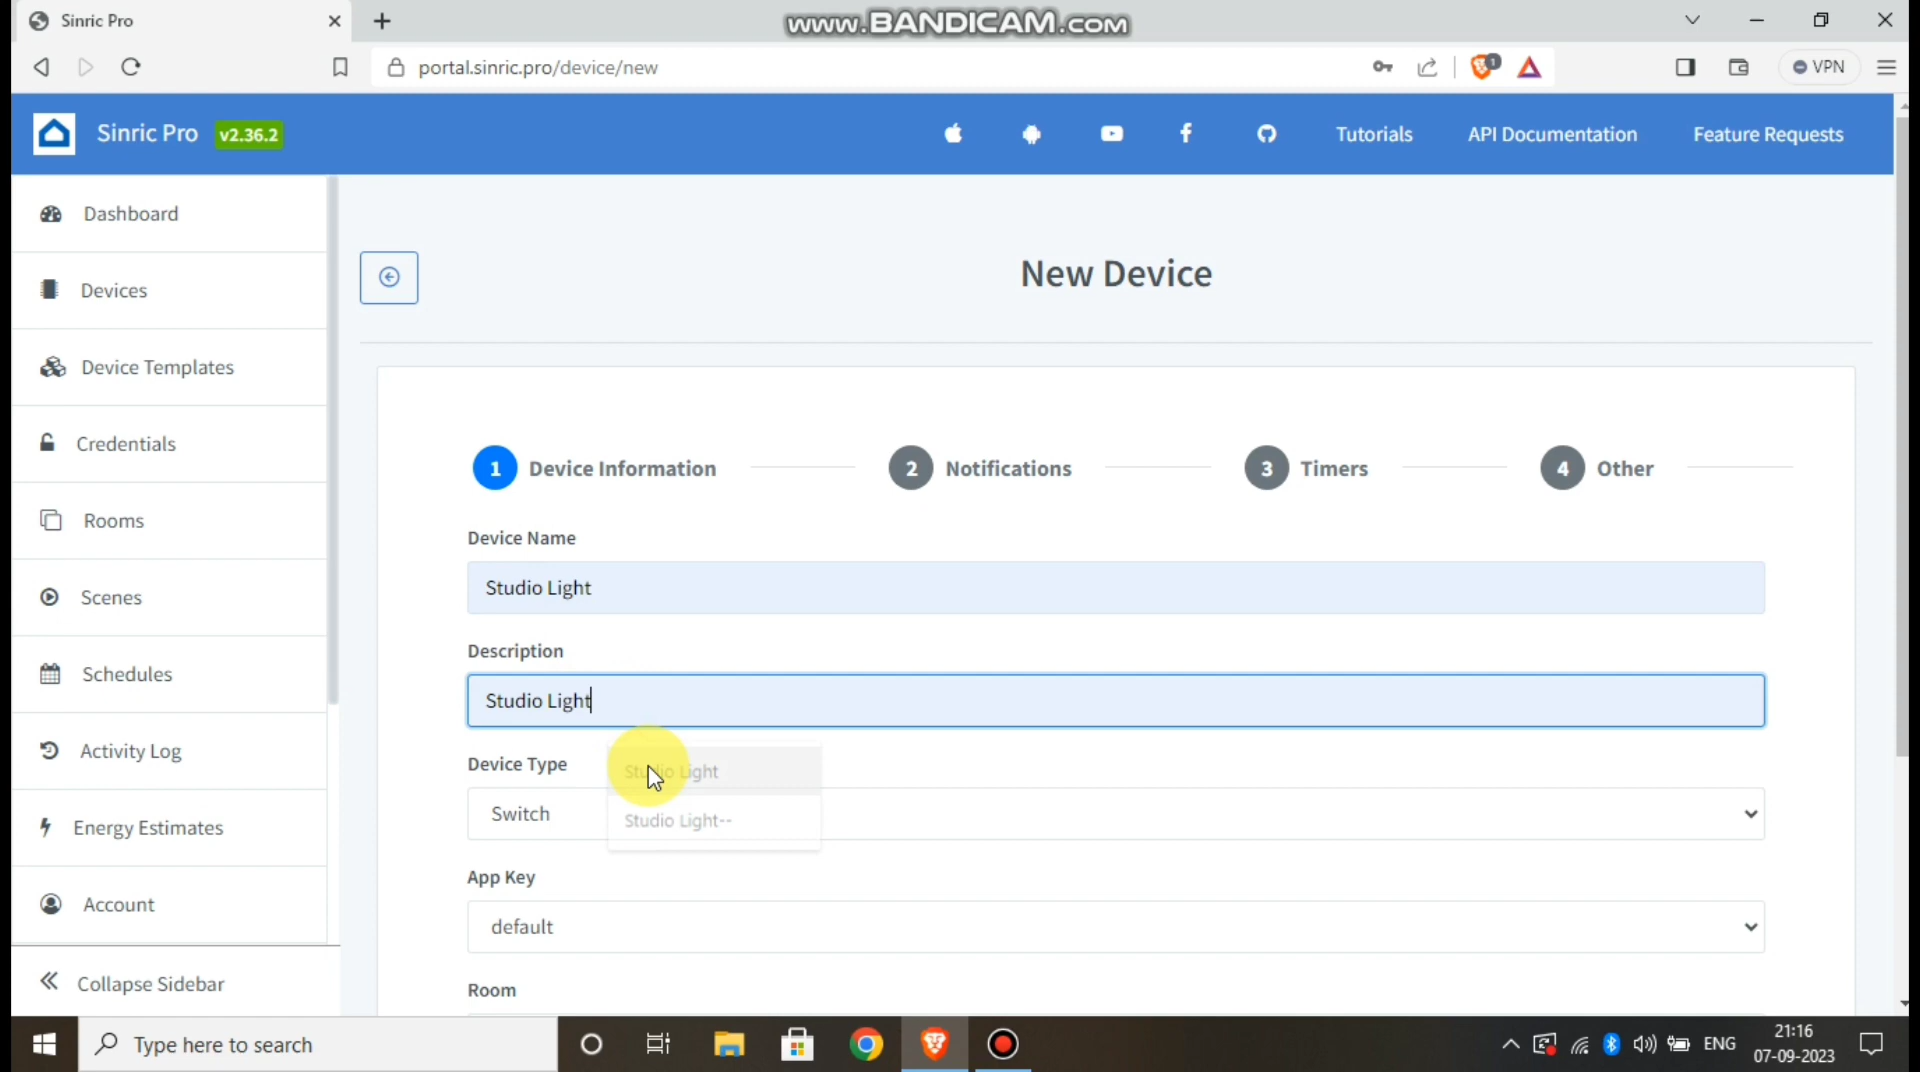 Sinric Pro
www.BANDICAM.com
portal.sinric.pro/device/new
1
VPN
Sinric Pro v2.36.2
Tutorials
API Documentation
Feature Requests
Dashboard
Devices
Device Templates
Credentials
Rooms
Scenes
Schedules
Activity Log
Energy Estimates
Account
Collapse Sidebar
New Device
1 Device Information
2 Notifications
3 Timers
4 Other
Device Name
Studio Light
Description
Studio Light
Device Type
Studio Light
Switch
Studio Light--
App Key
default
Room
Type here to search
ENG
21:16
07-09-2023